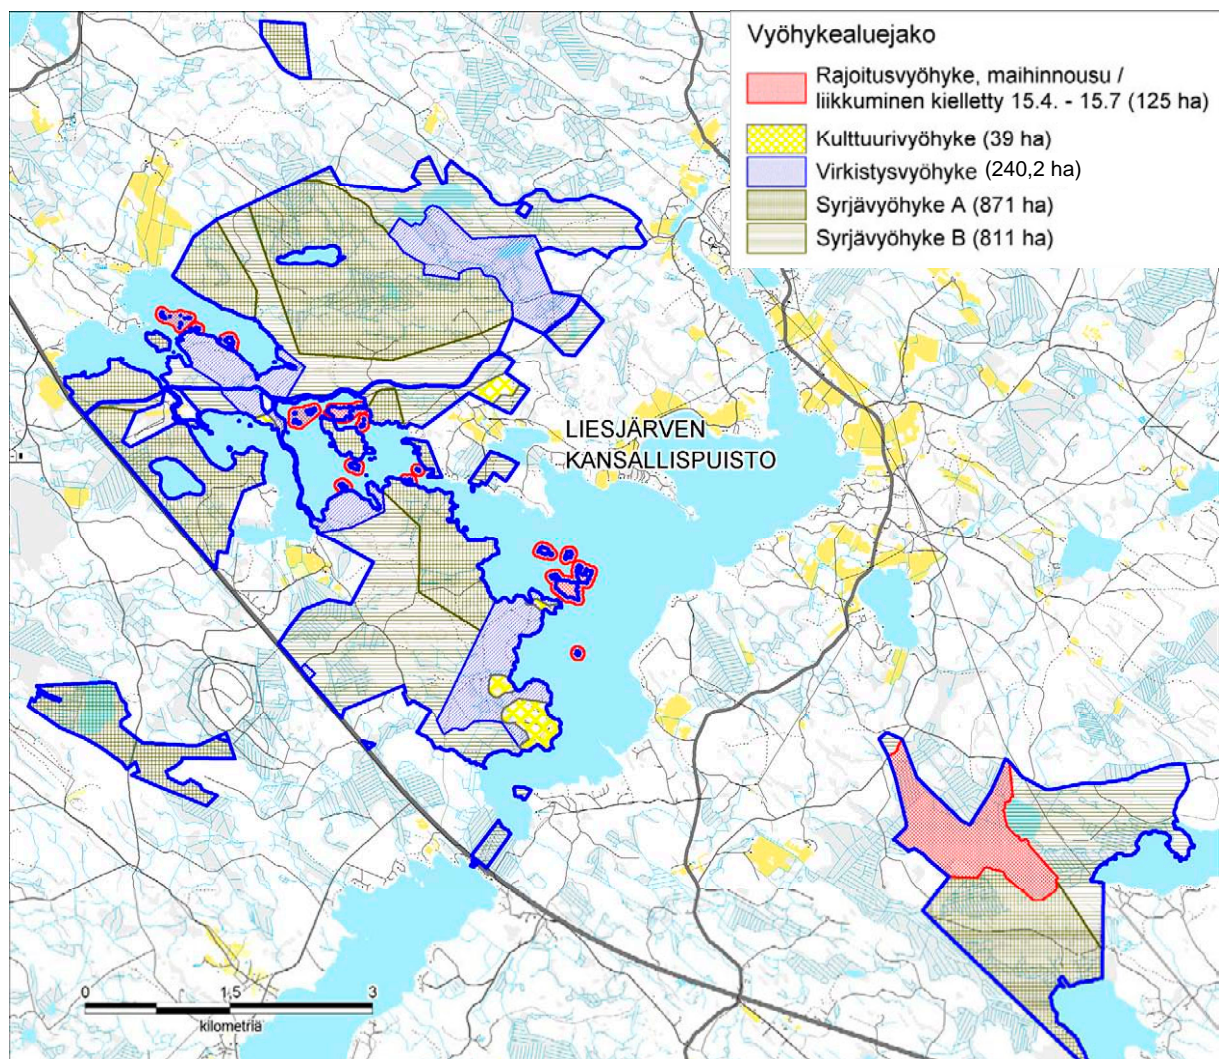 Vyöhykealuejako
Rajoitusvyöhyke, maihinnousu /
liikkuminen kielletty 15.4. - 15.7 (125 ha)
Kulttuurivyöhyke (39 ha)
Virkistysvyöhyke (240,2 ha)
Syrjävyöhyke A (871 ha)
Syrjävyöhyke B (811 ha)
LIESJÄRVEN
KANSALLISPUISTO
0 1,5 3
kilometriä